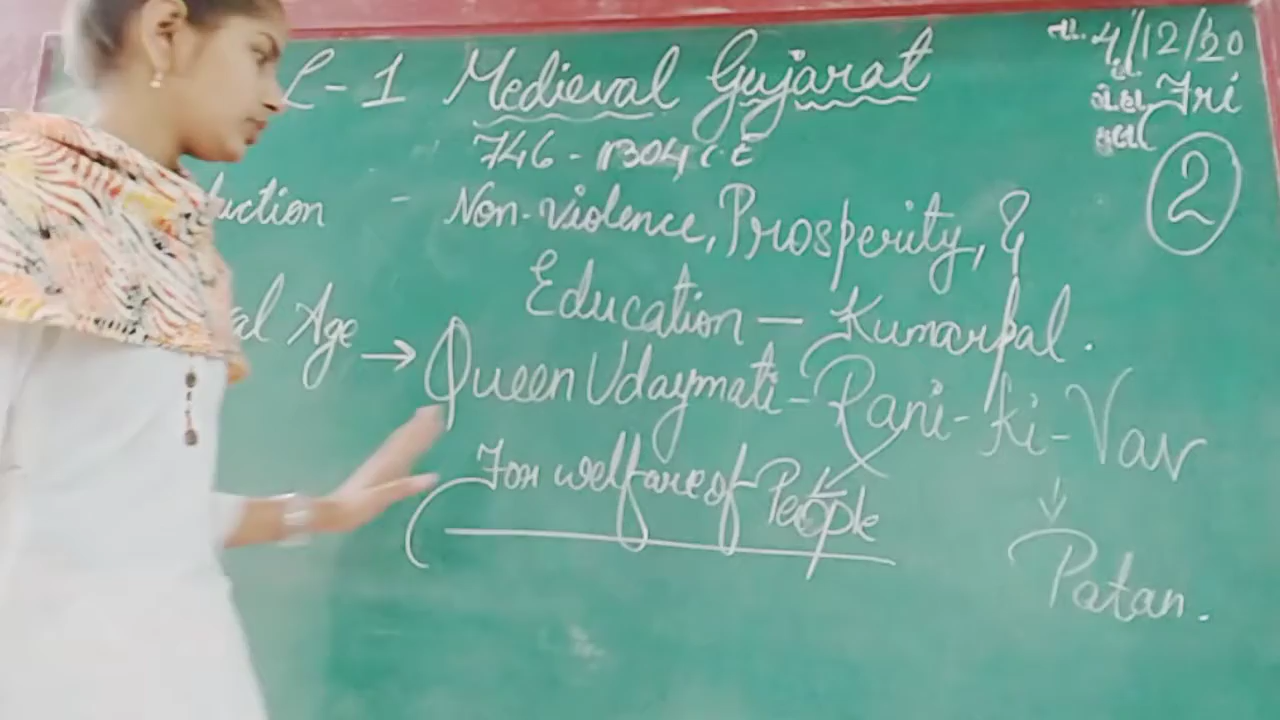 L-1 Medieval Gujarat
તા. 4/12/20
Fri
746 - 1304 C.E
2
uction - Non-violence, Prosperity, &
Education — Kumarpal.
al Age → Queen Udaymati - Rani-ki-Vav
For welfare of People
Patan.